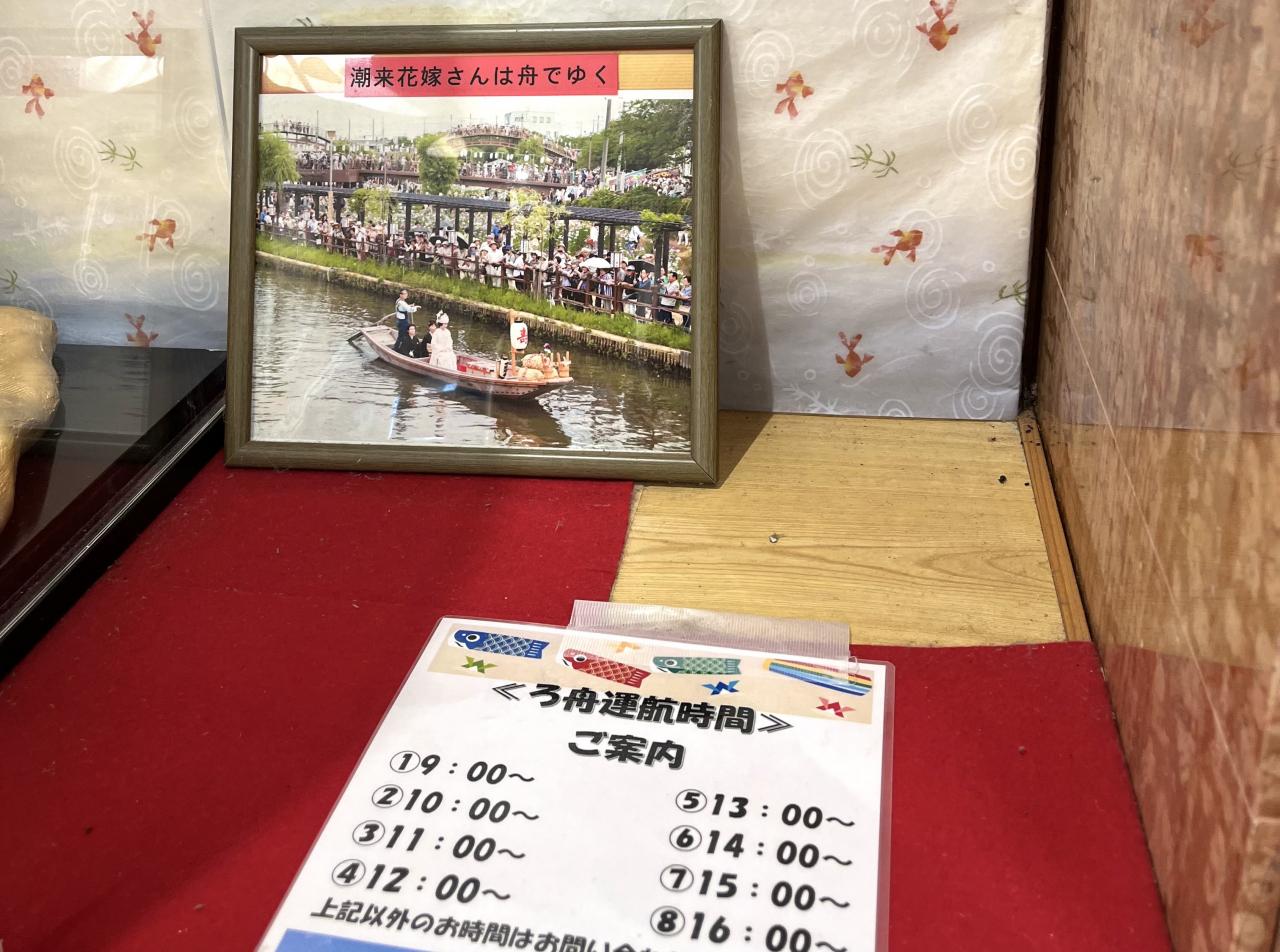 潮来花嫁さんは舟でゆく
≪ろ舟運航時間≫
ご案内
①9：00～
②10：00～
③11：00～
④12：00～
⑤13：00～
⑥14：00～
⑦15：00～
⑧16：00～
上記以外のお時間はお問い合わ